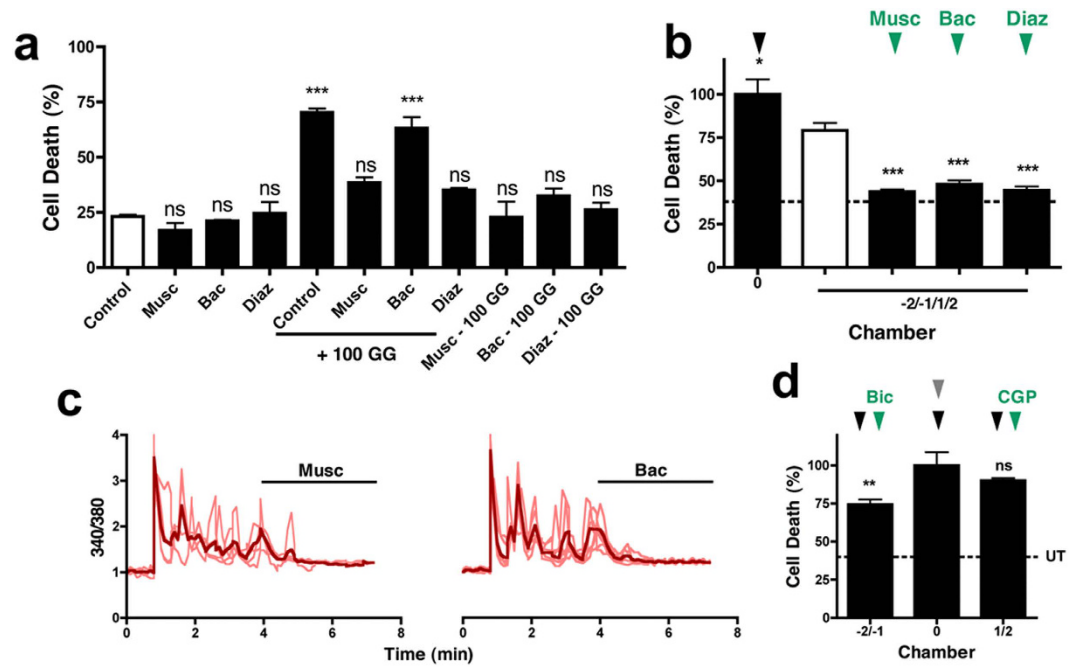 a
Cell Death (%)
100
75
50
25
0
ns
ns
ns
***
ns
***
ns
ns
ns
ns
Control
Musc
Bac
Diaz
Control
Musc
Bac
Diaz
Musc - 100 GG
Bac - 100 GG
Diaz - 100 GG
+ 100 GG
b
Musc Bac Diaz
Cell Death (%)
100
75
50
25
0
*
***
***
***
0
-2/-1/1/2
Chamber
c
340/380
4
3
2
1
0
Musc
Bac
0 2 4 6 8
0 2 4 6 8
Time (min)
d
Bic
CGP
Cell Death (%)
100
75
50
25
0
**
ns
UT
-2/-1 0 1/2
Chamber